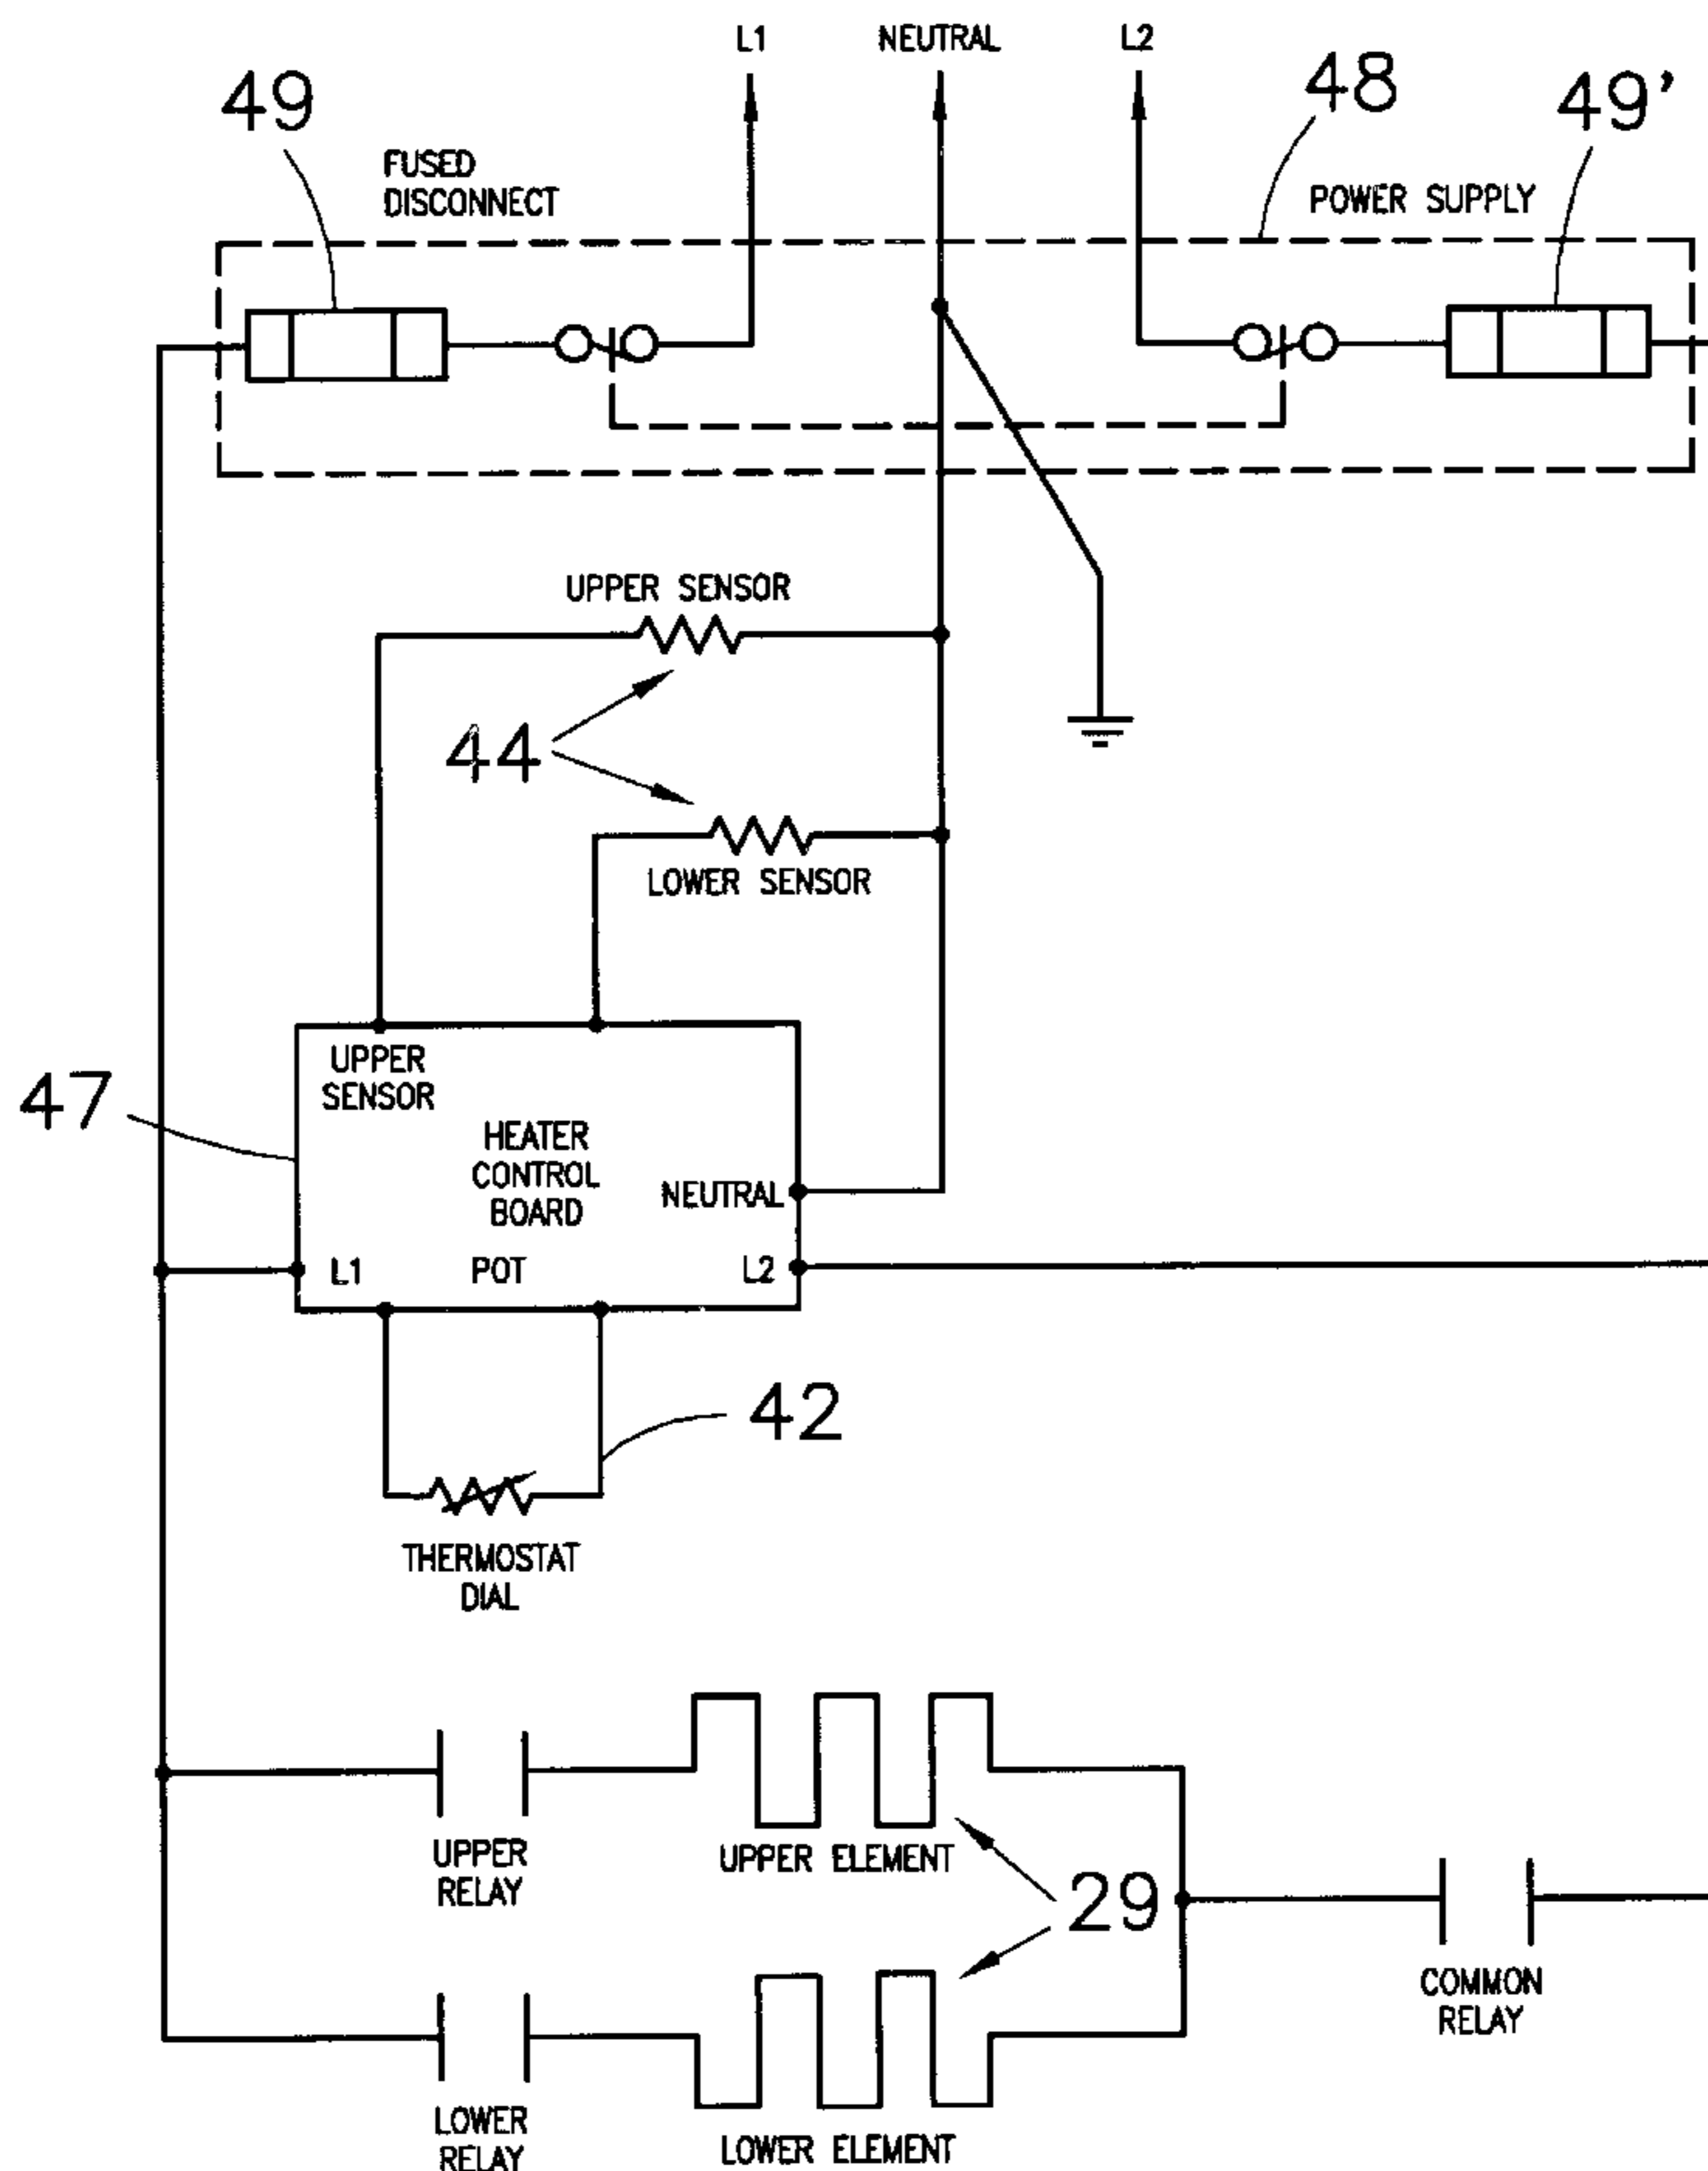 L1
NEUTRAL
L2
49
48
49'
FUSED
DISCONNECT
POWER SUPPLY
UPPER SENSOR
44
LOWER SENSOR
47
UPPER
SENSOR
HEATER
CONTROL
BOARD
NEUTRAL
L1
POT
L2
42
THERMOSTAT
DIAL
UPPER
RELAY
UPPER ELEMENT
29
COMMON
RELAY
LOWER
RELAY
LOWER ELEMENT